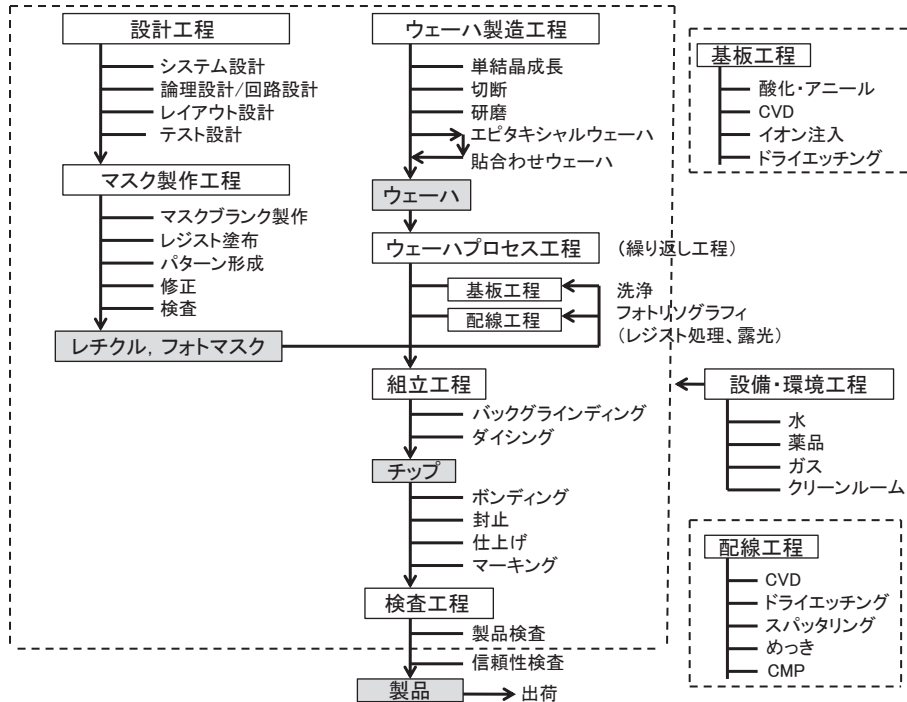 設計工程
システム設計
論理設計/回路設計
レイアウト設計
テスト設計
マスク製作工程
マスクブランク製作
レジスト塗布
パターン形成
修正
検査
レチクル, フォトマスク
ウェーハ製造工程
単結晶成長
切断
研磨
エピタキシャルウェーハ
貼合わせウェーハ
ウェーハ
ウェーハプロセス工程
(繰り返し工程)
基板工程
配線工程
洗浄
フォトリソグラフィ
(レジスト処理、露光)
組立工程
バックグラインディング
ダイシング
チップ
ボンディング
封止
仕上げ
マーキング
検査工程
製品検査
信頼性検査
製品
出荷
基板工程
酸化・アニール
CVD
イオン注入
ドライエッチング
設備・環境工程
水
薬品
ガス
クリーンルーム
配線工程
CVD
ドライエッチング
スパッタリング
めっき
CMP